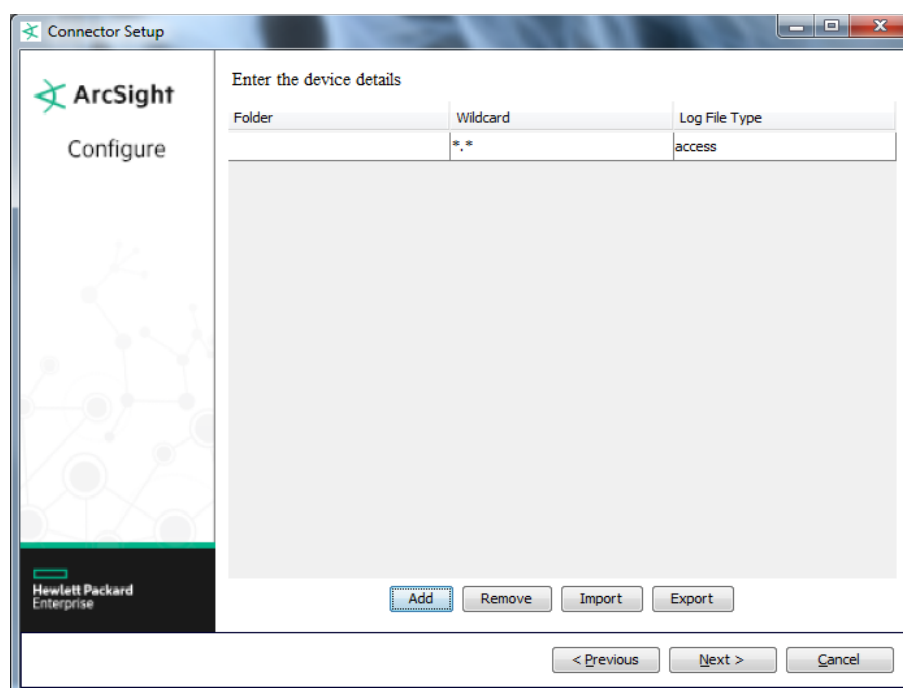 Connector Setup
ArcSight
Configure
Enter the device details
Folder Wildcard Log File Type
*.* access
Add Remove Import Export
Hewlett Packard
Enterprise
< Previous Next > Cancel